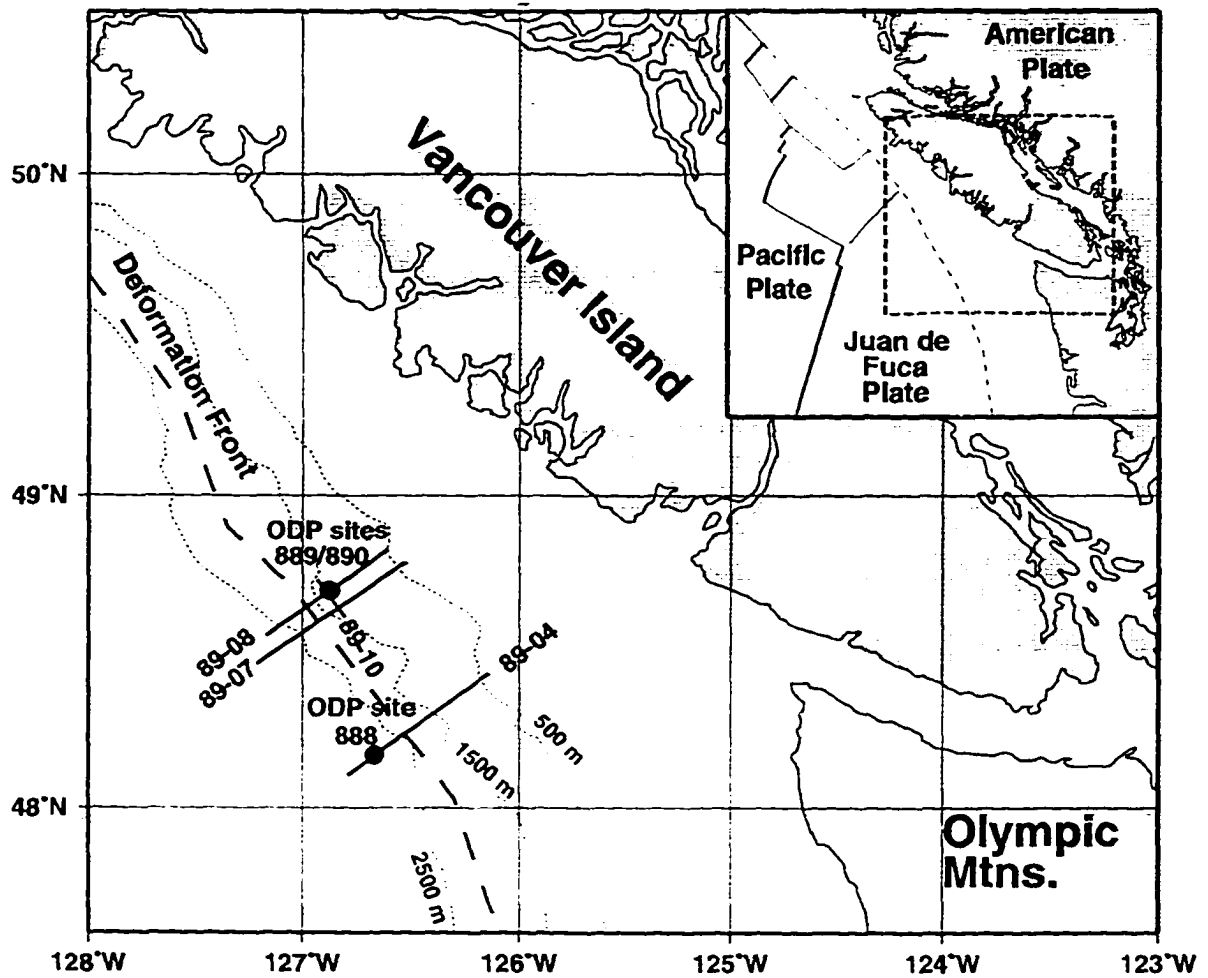 American
Plate
Pacific
Plate
Juan de
Fuca
Plate
Vancouver Island
50°N
Deformation Front
49°N
ODP sites
889/890
89-08
89-07
89-10
89-04
ODP site
888
500 m
1500 m
2500 m
48°N
Olympic
Mtns.
128°W
127°W
126°W
125°W
124°W
123°W